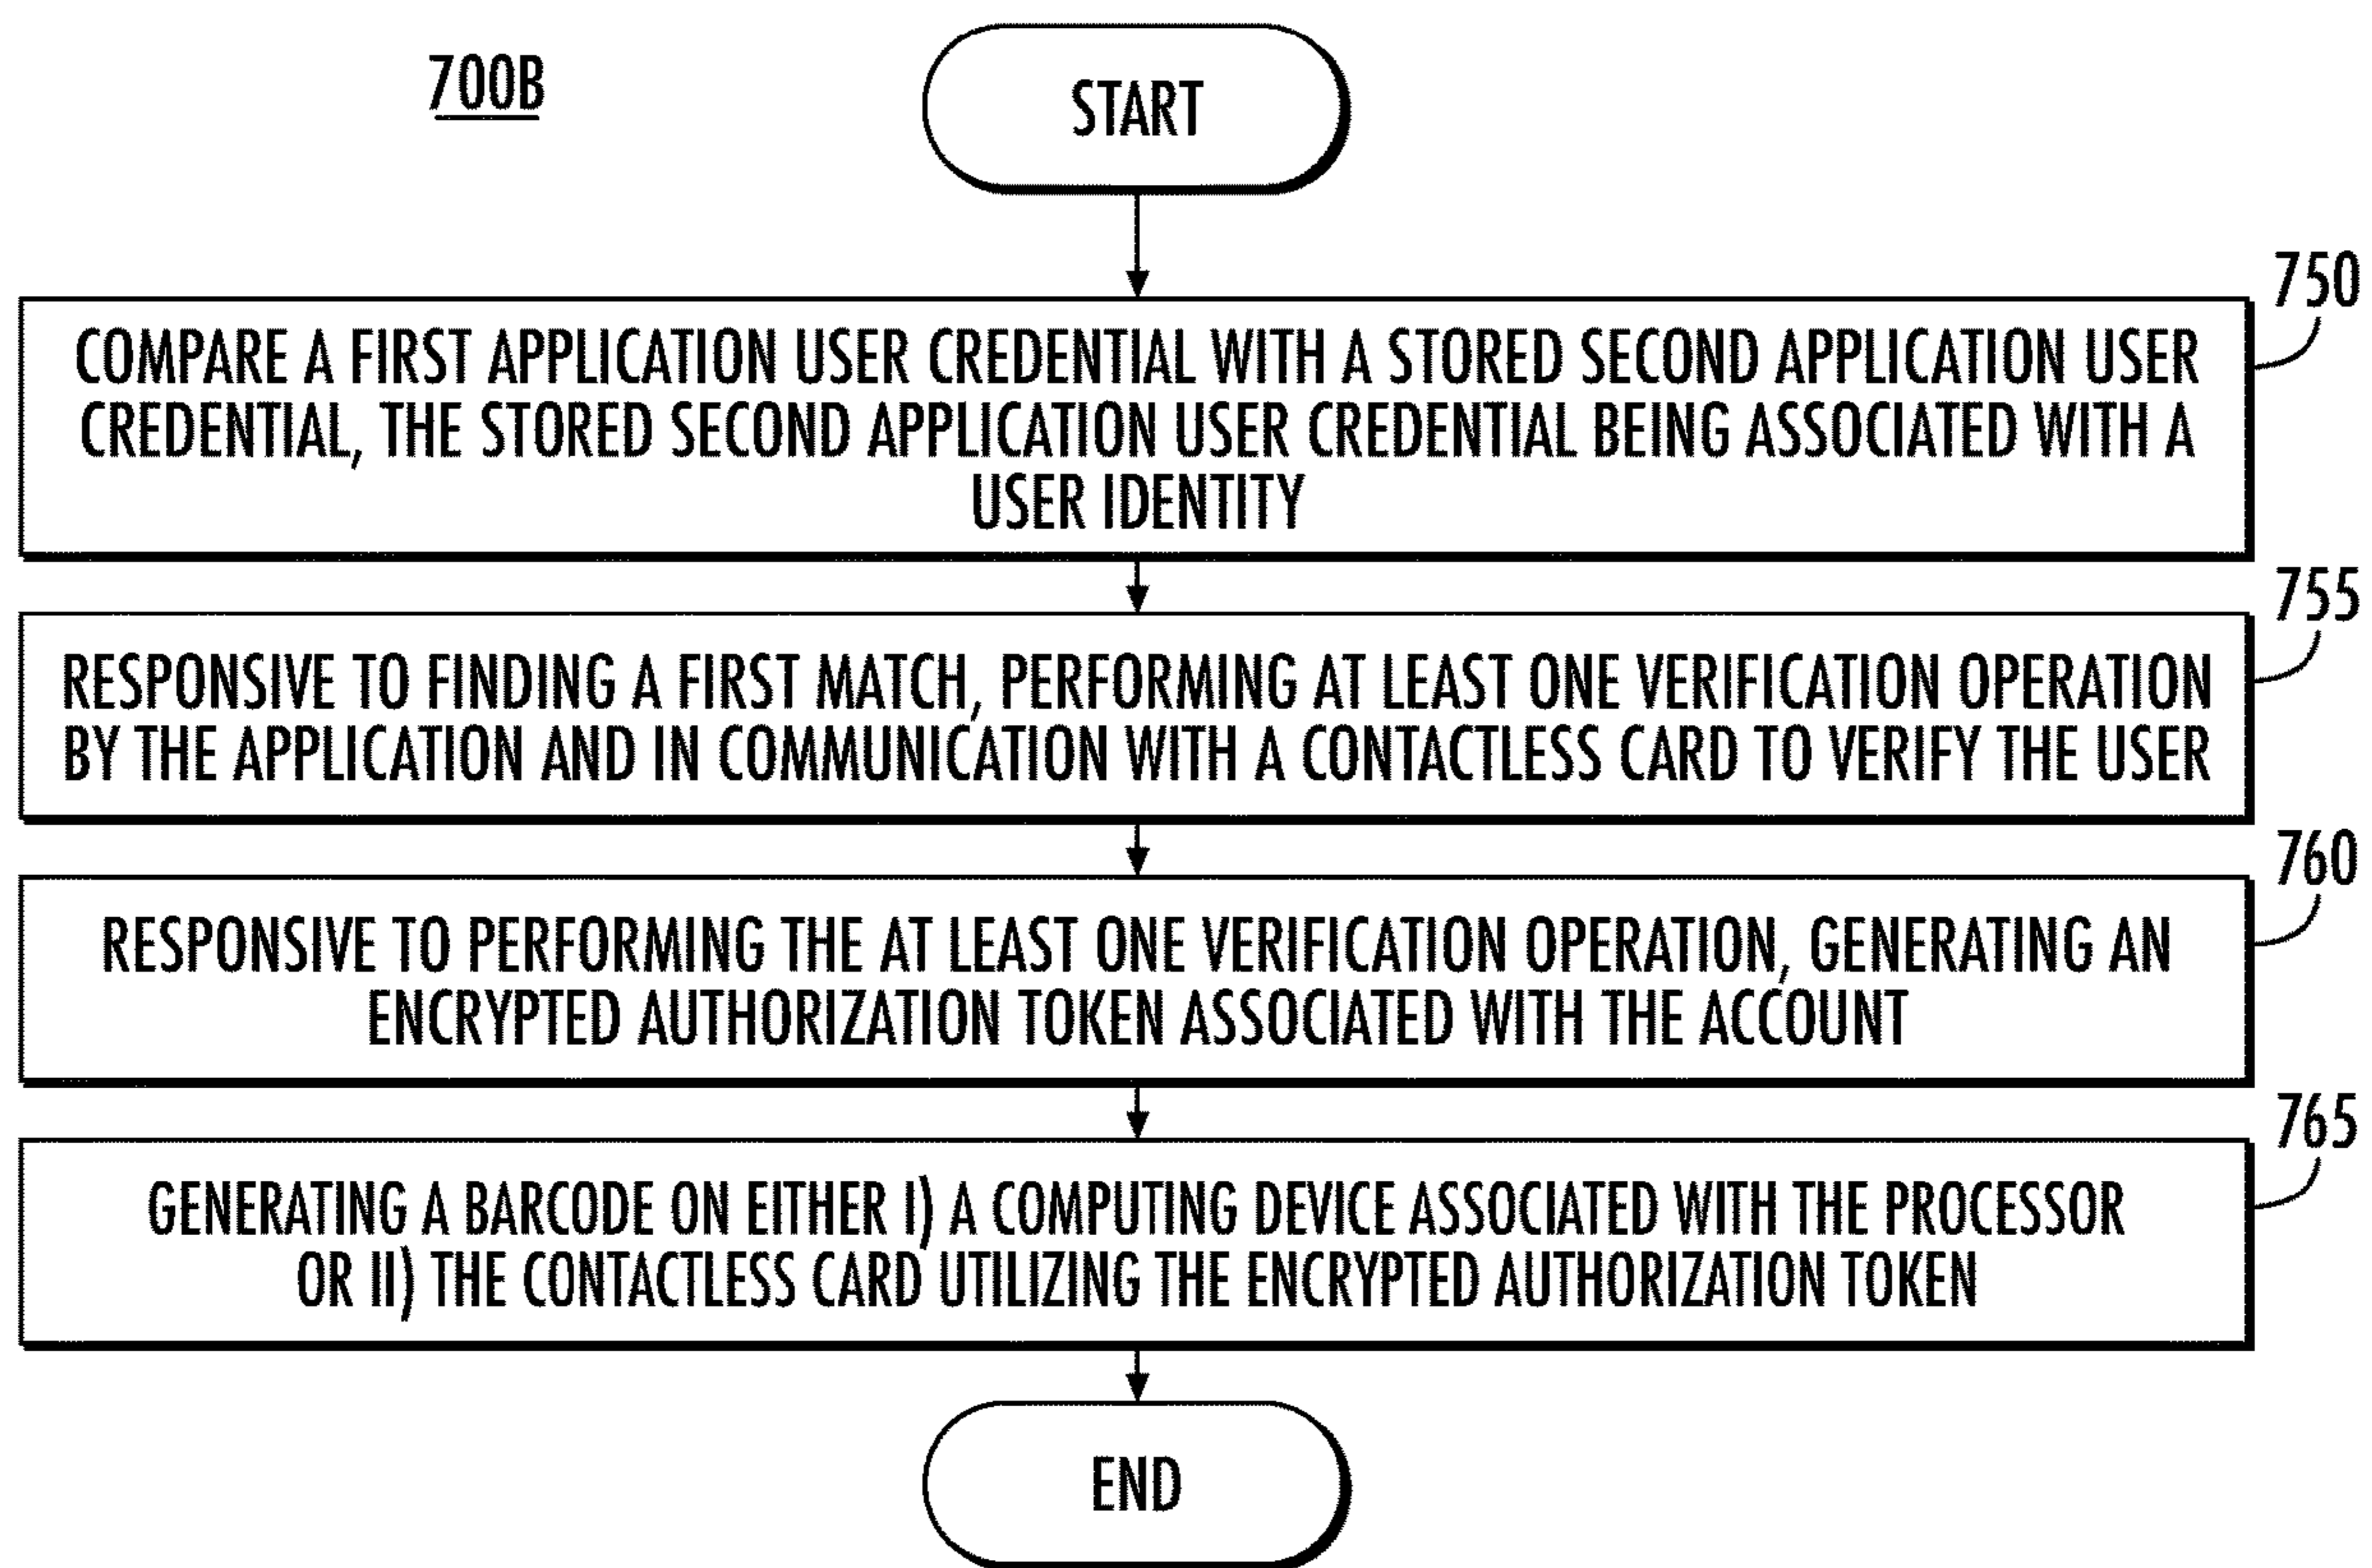 700B
START
750
COMPARE A FIRST APPLICATION USER CREDENTIAL WITH A STORED SECOND APPLICATION USER
CREDENTIAL, THE STORED SECOND APPLICATION USER CREDENTIAL BEING ASSOCIATED WITH A
USER IDENTITY
755
RESPONSIVE TO FINDING A FIRST MATCH, PERFORMING AT LEAST ONE VERIFICATION OPERATION
BY THE APPLICATION AND IN COMMUNICATION WITH A CONTACTLESS CARD TO VERIFY THE USER
760
RESPONSIVE TO PERFORMING THE AT LEAST ONE VERIFICATION OPERATION, GENERATING AN
ENCRYPTED AUTHORIZATION TOKEN ASSOCIATED WITH THE ACCOUNT
765
GENERATING A BARCODE ON EITHER I) A COMPUTING DEVICE ASSOCIATED WITH THE PROCESSOR
OR II) THE CONTACTLESS CARD UTILIZING THE ENCRYPTED AUTHORIZATION TOKEN
END